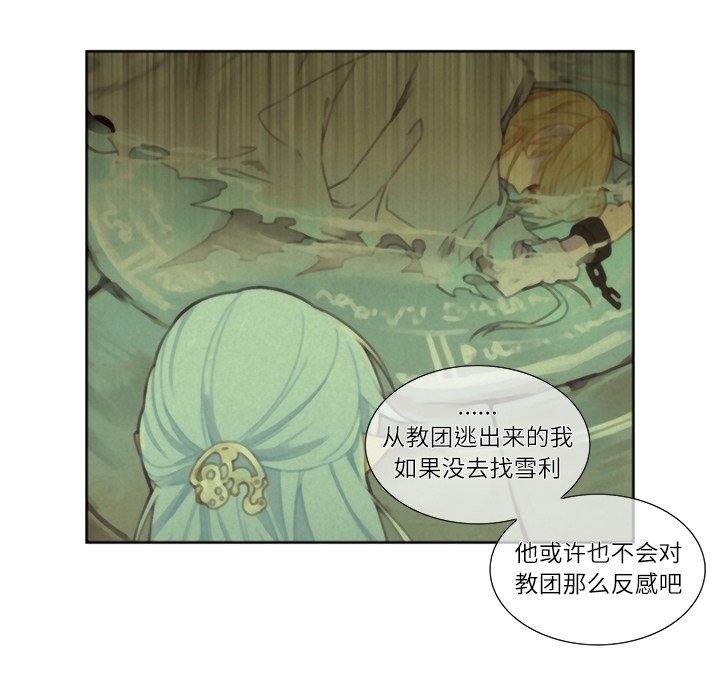 ……
从教团逃出来的我
如果没去找雪利
他或许也不会对
教团那么反感吧